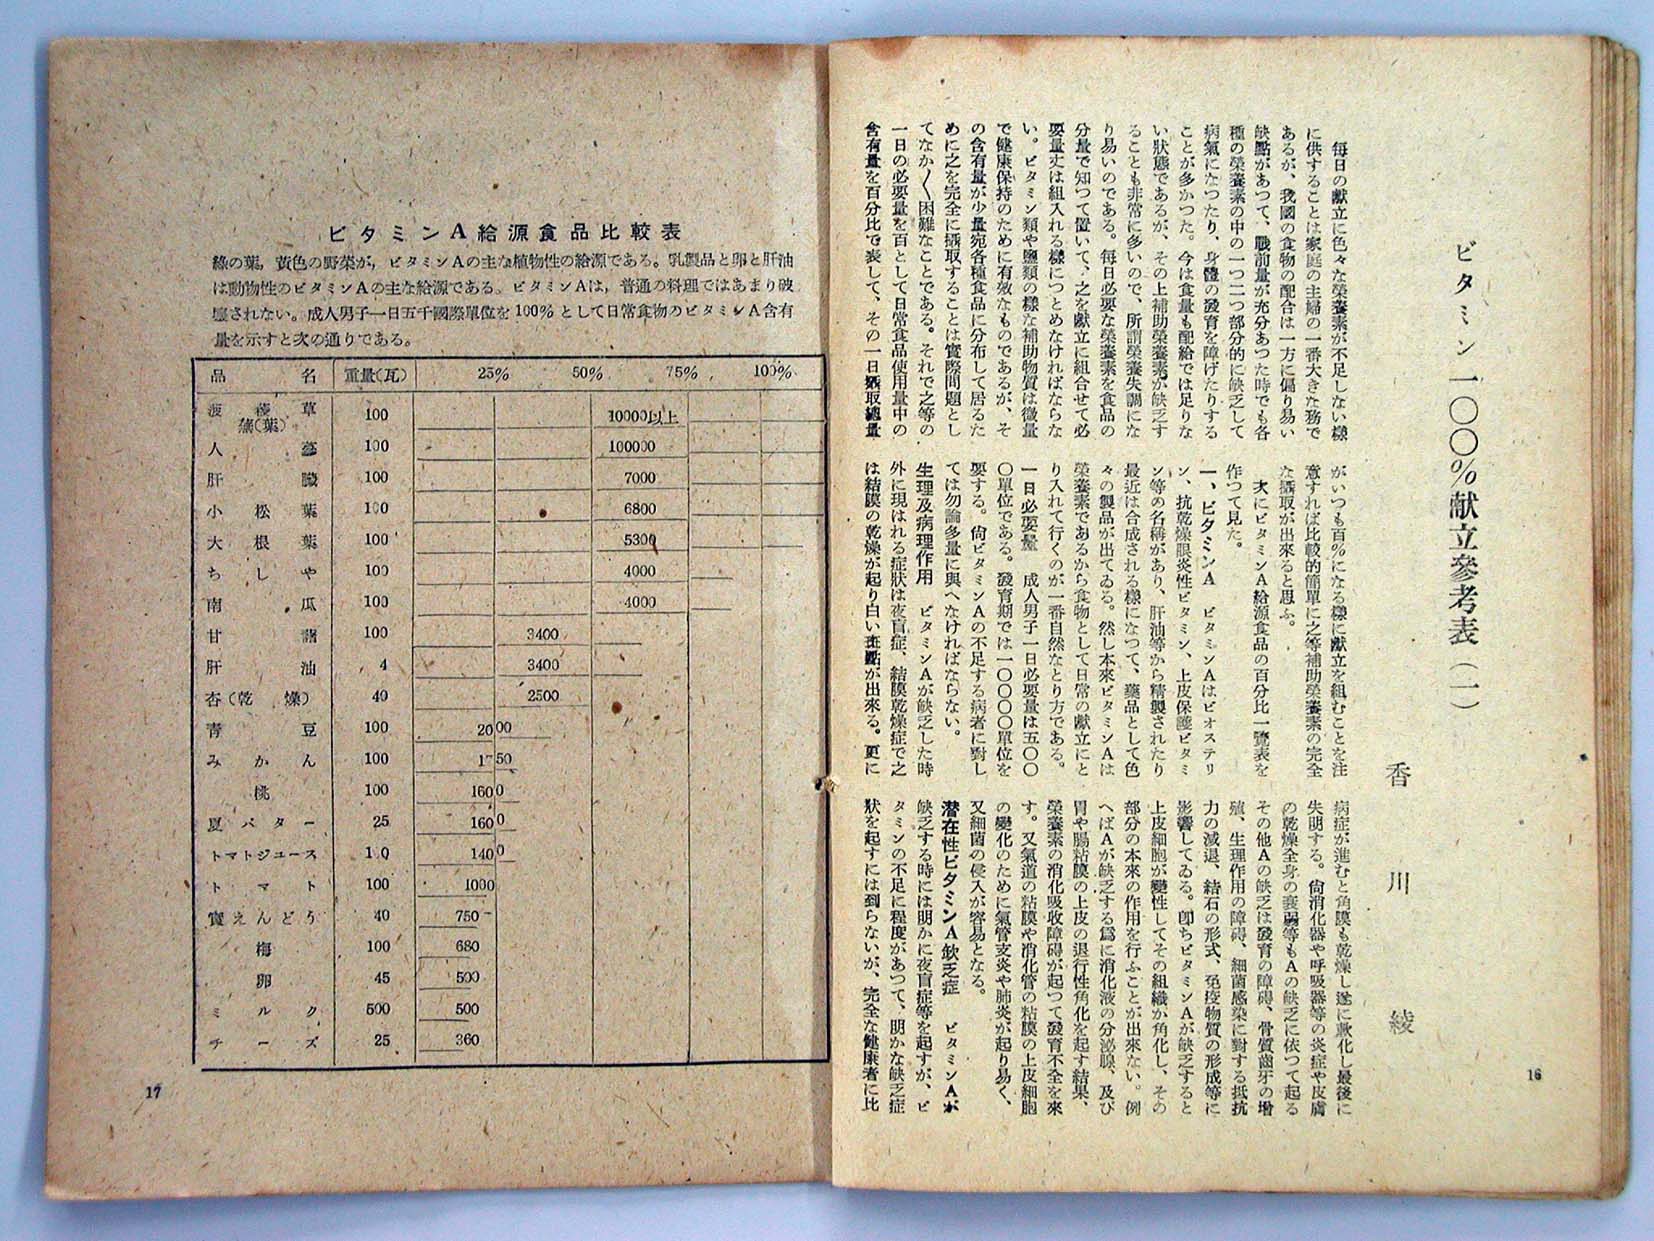 ビタミン一〇〇%献立參考表(一)
香川綾
每日の獻立に色々な榮養素が不足しない樣
に供することは家庭の主婦の一番大きな務で
あるが、我國の食物の配合は一方に偏り易い
缺點があつて、戰前量が充分あつた時でも各
種の榮養素の中の一つ二つ部分的に缺乏して
病氣になつたり、身體の發育を障げたりする
ことが多かつた。今は食量も配給では足りな
い狀態であるが、その上補助榮養素が缺乏す
ることも非常に多いので、所謂榮養失調にな
り易いのである。每日必要な榮養素を食品の
分量で知つて置いて、之を獻立に組合せて必
要量丈は組入れる樣につとめなければならな
い。ビタミン類や鹽類の樣な補助物質は微量
で健康保持のために有效なものであるが、そ
の含有量が少量宛各種食品に分布して居るた
めに之を完全に攝取することは實際問題とし
てなか〳〵困難なことである。それで之等の
一日の必要量を百として日常食品使用量中の
含有量を百分比で表して、その一日攝取總量
がいつも百%になる樣に獻立を組むことを注
意すれば比較的簡單に之等補助榮養素の完全
な攝取が出來ると思ふ。
次にビタミンA給源食品の百分比一覽表を
作つて見た。
一、ビタミンA ビタミンAはビオステリ
ン、抗乾燥眼炎性ビタミン、上皮保護ビタミ
ン等の名稱があり、肝油等から精製されたり
最近は合成される樣になつて、藥品として色
々の製品が出てゐる。然し本來ビタミンAは
榮養素であるから食物として日常の獻立にと
り入れて行くのが一番自然なとり方である。
一日必要量 成人男子一日必要量は五〇〇
〇單位である。發育期では一〇〇〇〇單位を
要する。尙ビタミンAの不足する病者に對し
ては勿論多量に與へなければならない。
生理及病理作用 ビタミンAが缺乏した時
外に現はれる症狀は夜盲症、結膜乾燥症で之
は結膜の乾燥が起り白い斑點が出來る。更に
病症が進むと角膜も乾燥し遂に軟化し最後に
失明する。尙消化器や呼吸器等の炎症や皮膚
の乾燥全身の衰弱等もAの缺乏に依つて起る
その他Aの缺乏は發育の障碍、骨質齒牙の增
殖、生理作用の障碍、細菌感染に對する抵抗
力の減退、結石の形式、免疫物質の形成等に
影響してゐる。卽ちビタミンAが缺乏すると
上皮細胞が變性してその組織か角化し、その
部分の本來の作用を行ふことが出來ない。例
へばAが缺乏する爲に消化液の分泌腺、及び
胃や腸粘膜の上皮の退行性角化を起す結果、
榮養素の消化吸收障碍が起つて發育不全を來
す。又氣道の粘膜や消化管の粘膜の上皮細胞
の變化のために氣管支炎や肺炎が起り易く、
又細菌の侵入が容易となる。
潜在性ビタミンA缺乏症 ビタミンAが
缺乏する時には明かに夜盲症等を起すが、ビ
タミンの不足に程度があつて、明かな缺乏症
狀を起すには到らないが、完全な健康者に比
16
ビタミンA給源食品比較表
綠の葉,黃色の野菜が,ビタミンAの主な植物性の給源である。乳製品と卵と肝油
は動物性のビタミンAの主な給源である。ビタミンAは,普通の料理ではあまり破
壞されない。成人男子一日五千國際單位を100%として日常食物のビタミンA含有
量を示すと次の通りである。
品名 重量(瓦) 25% 50% 75% 100%
菠薐草
蕪(葉) 100 10000以上
人蔘 100 100000
肝臟 100 7000
小松葉 100 6800
大根葉 100 5300
ちしや 100 4000
南瓜 100 4000
甘藷 100 3400
肝油 4 3400
杏(乾燥) 40 2500
靑豆 100 2000
みかん 100 1750
桃 100 1600
夏バター 25 1600
トマトジュース 100 1400
トマト 100 1000
實えんどう 40 750
梅 100 680
卵 45 500
ミルク 500 500
チーズ 25 360
17